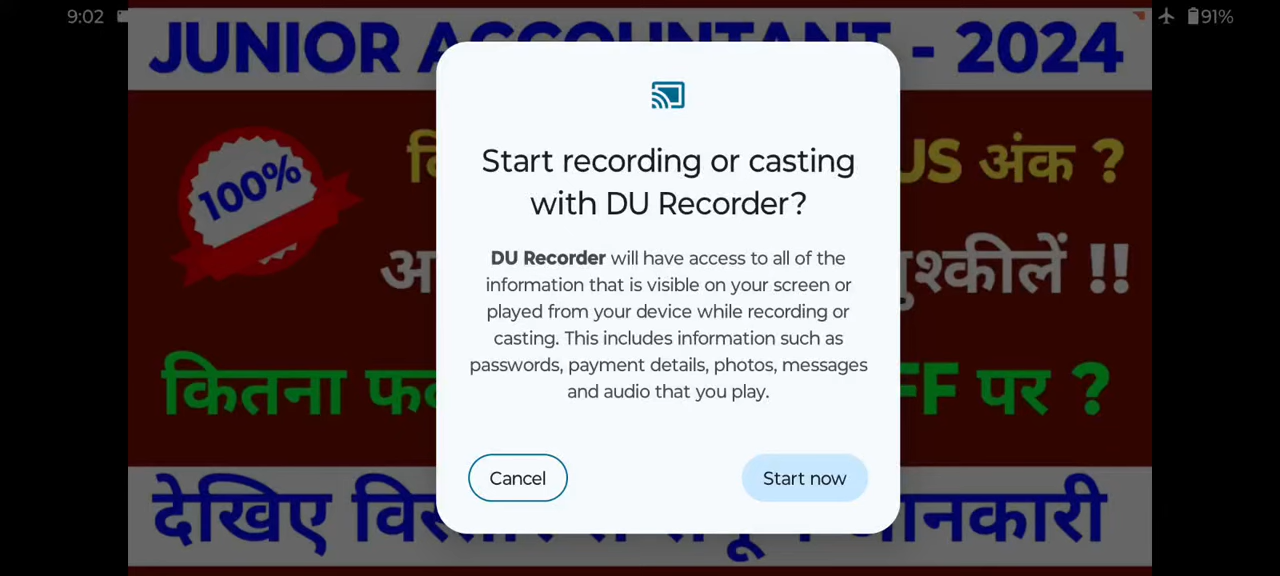 9:02
91%
JUNIOR ACCOUNTANT - 2024
100%
अंक ?
Start recording or casting
with DU Recorder?
DU Recorder will have access to all of the
information that is visible on your screen or
played from your device while recording or
casting. This includes information such as
passwords, payment details, photos, messages
and audio that you play.
!!
कितना
पर ?
Cancel
Start now
देखिए